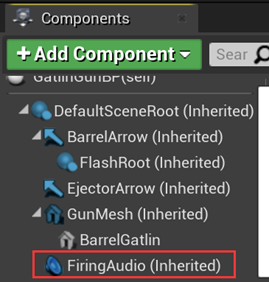 Components
+ Add Component
Sear
GatlinGunBP(self)
DefaultSceneRoot (Inherited)
BarrelArrow (Inherited)
FlashRoot (Inherited)
EjectorArrow (Inherited)
GunMesh (Inherited)
BarrelGatlin
FiringAudio (Inherited)